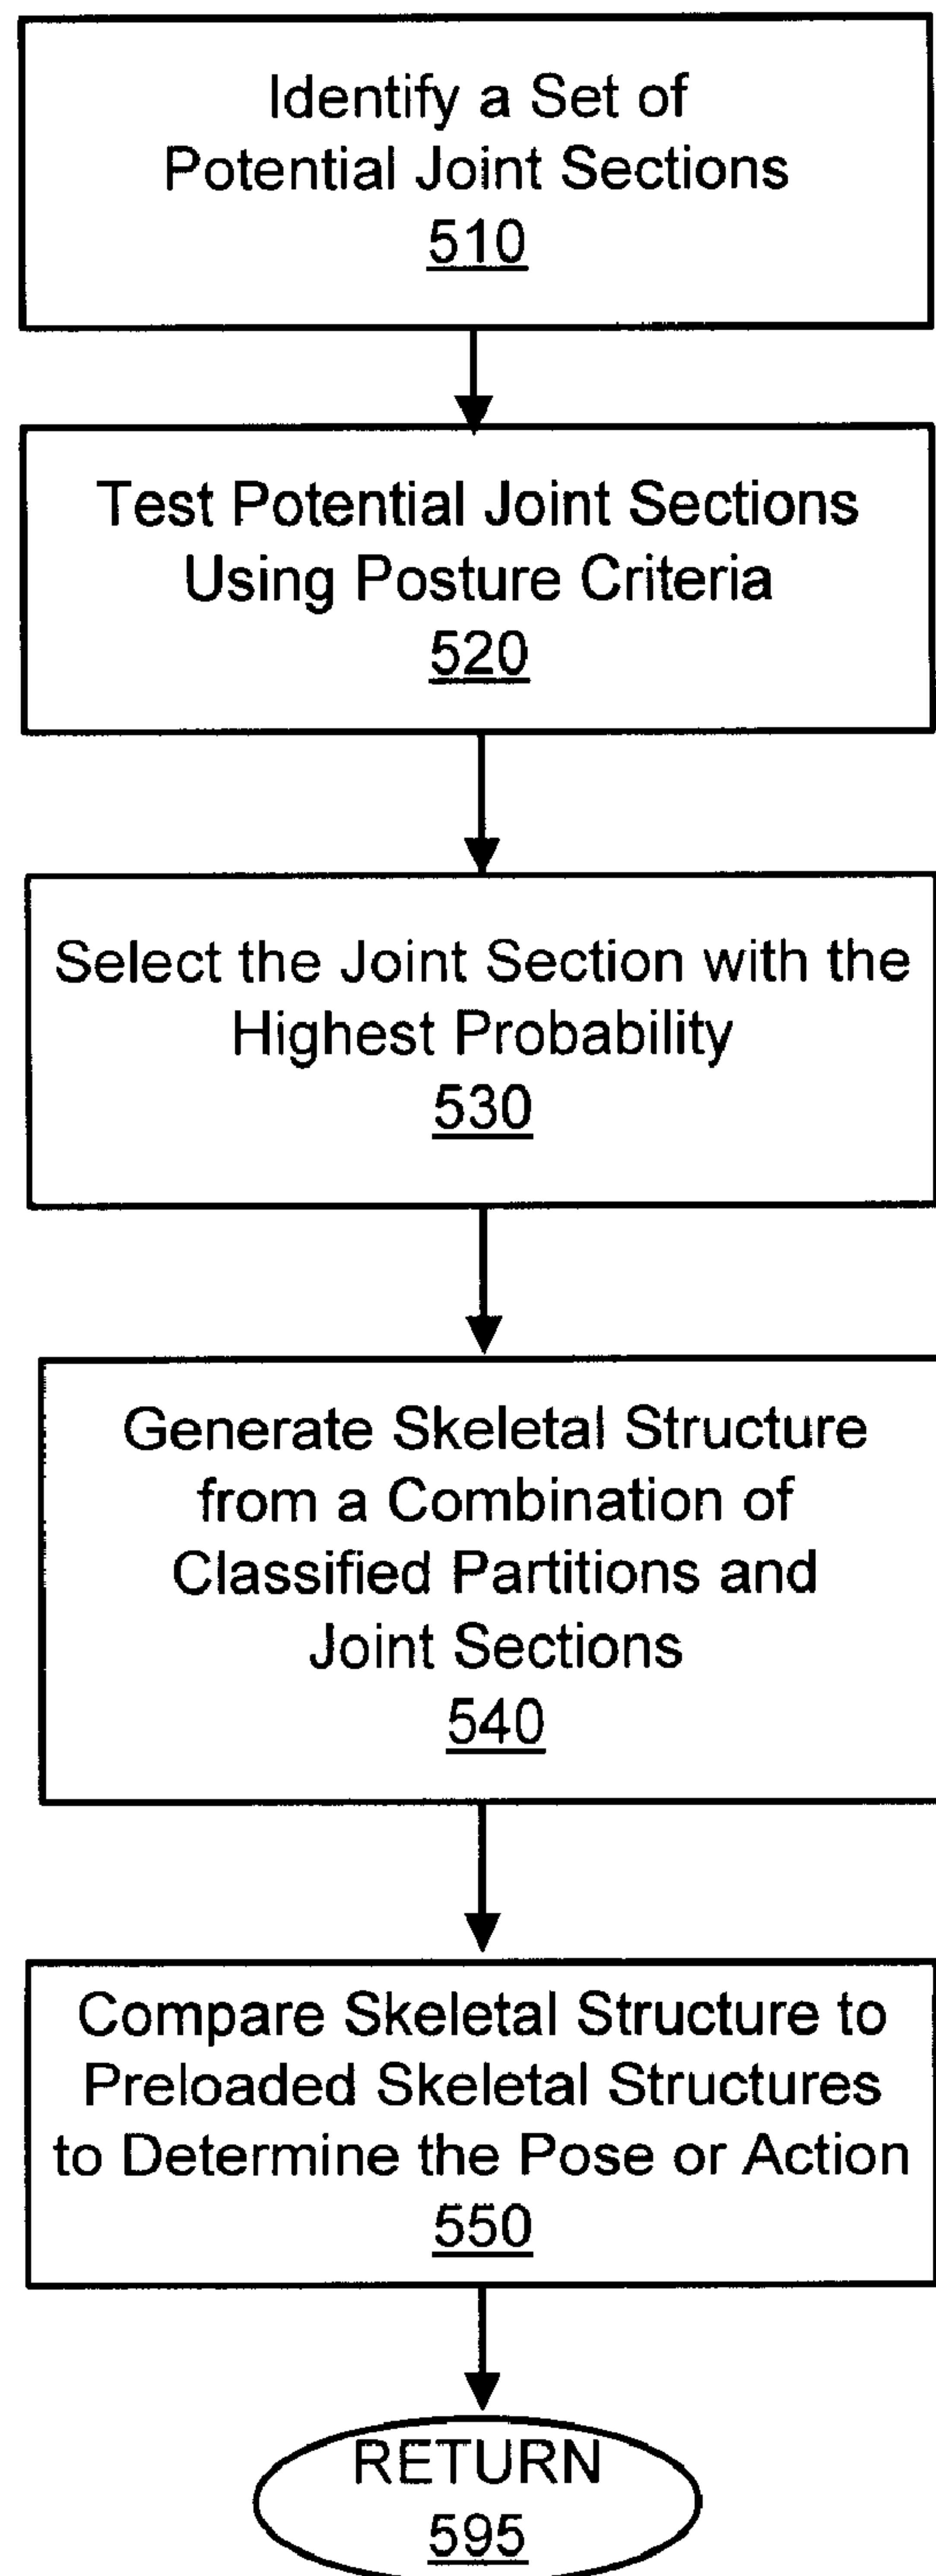 Identify a Set of
Potential Joint Sections
510
Test Potential Joint Sections
Using Posture Criteria
520
Select the Joint Section with the
Highest Probability
530
Generate Skeletal Structure
from a Combination of
Classified Partitions and
Joint Sections
540
Compare Skeletal Structure to
Preloaded Skeletal Structures
to Determine the Pose or Action
550
RETURN
595